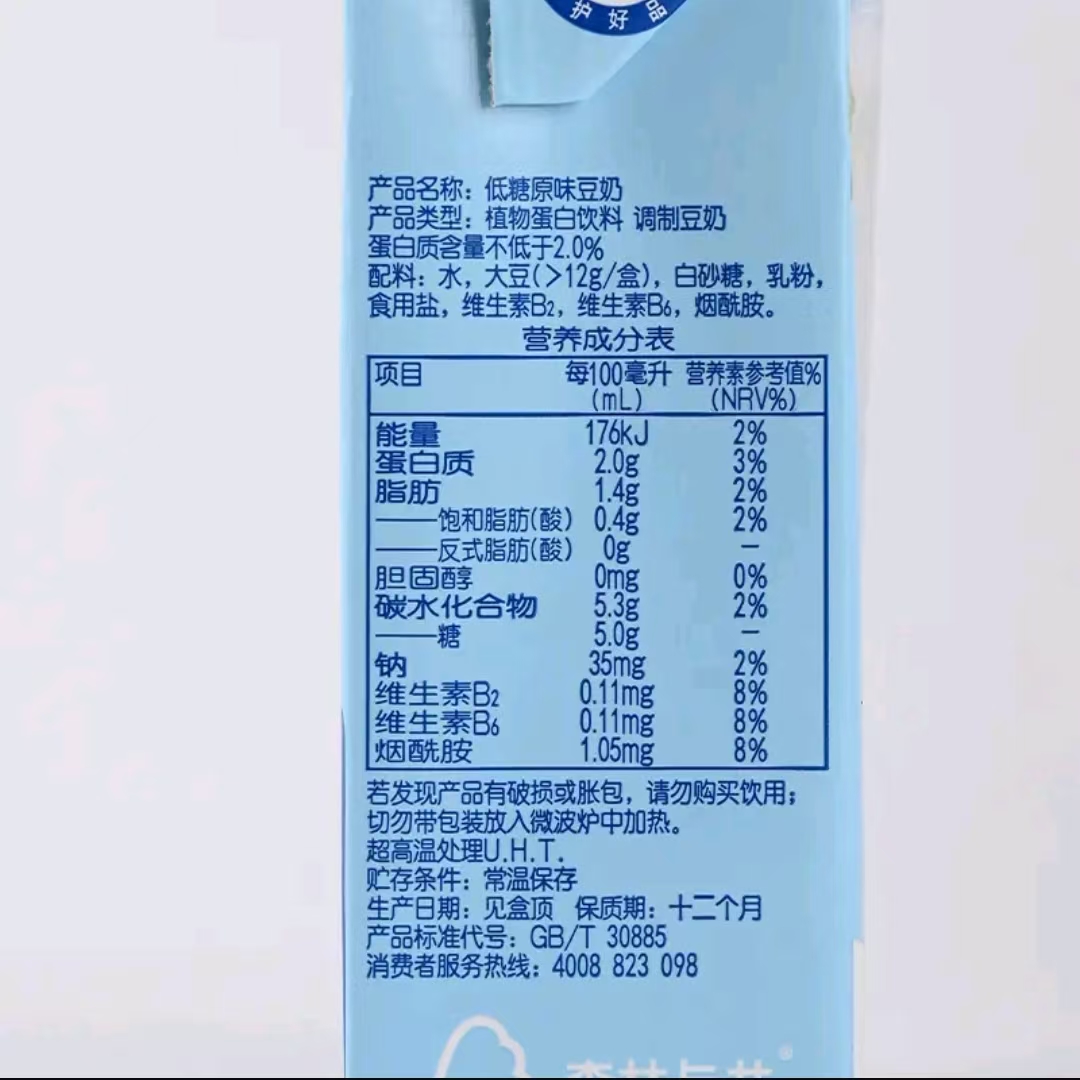 护好品
产品名称：低糖原味豆奶
产品类型：植物蛋白饮料 调制豆奶
蛋白质含量不低于2.0%
配料：水，大豆(>12g/盒)，白砂糖，乳粉，
食用盐，维生素B₂，维生素B₆，烟酰胺。
营养成分表
项目 每100毫升 营养素参考值%
(mL) (NRV%)
能量 176kJ 2%
蛋白质 2.0g 3%
脂肪 1.4g 2%
——饱和脂肪(酸) 0.4g 2%
——反式脂肪(酸) 0g —
胆固醇 0mg 0%
碳水化合物 5.3g 2%
——糖 5.0g —
钠 35mg 2%
维生素B₂ 0.11mg 8%
维生素B₆ 0.11mg 8%
烟酰胺 1.05mg 8%
若发现产品有破损或胀包，请勿购买饮用；
切勿带包装放入微波炉中加热。
超高温处理U.H.T.
贮存条件：常温保存
生产日期：见盒顶 保质期：十二个月
产品标准代号：GB/T 30885
消费者服务热线：4008 823 098